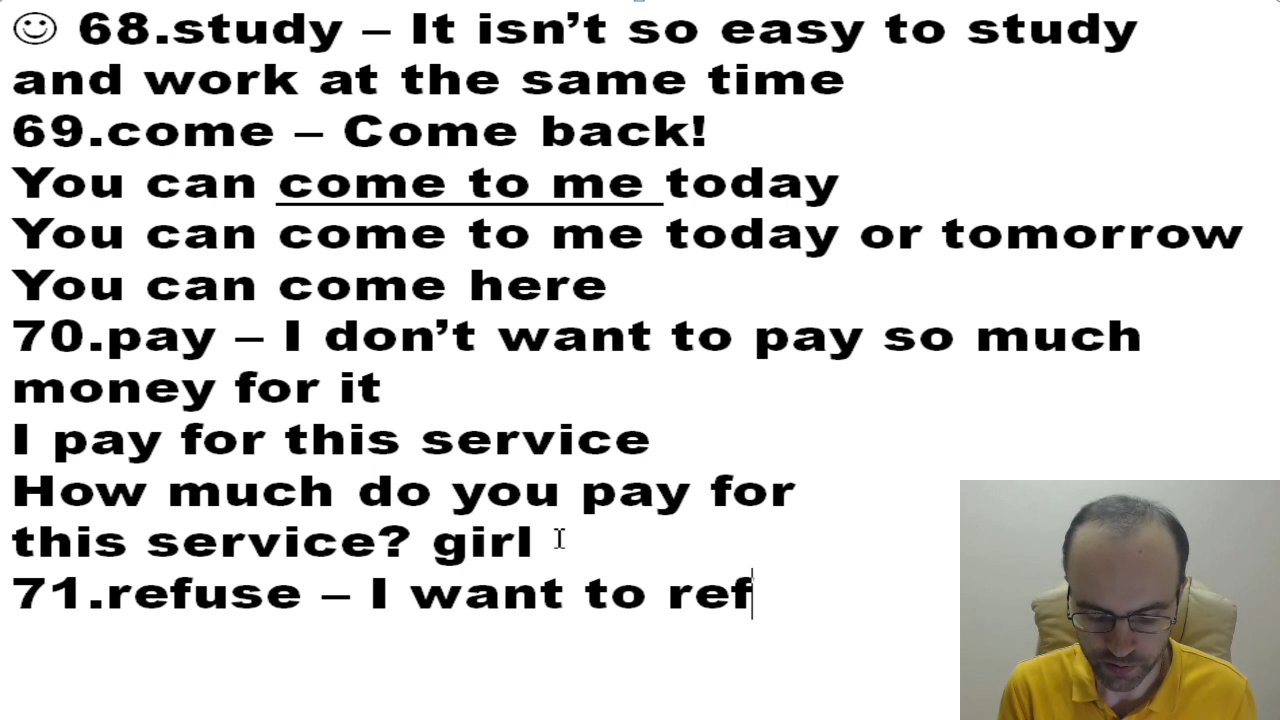 ☺ 68.study – It isn’t so easy to study
and work at the same time
69.come – Come back!
You can come to me today
You can come to me today or tomorrow
You can come here
70.pay – I don’t want to pay so much
money for it
I pay for this service
How much do you pay for
this service? girl
71.refuse – I want to ref